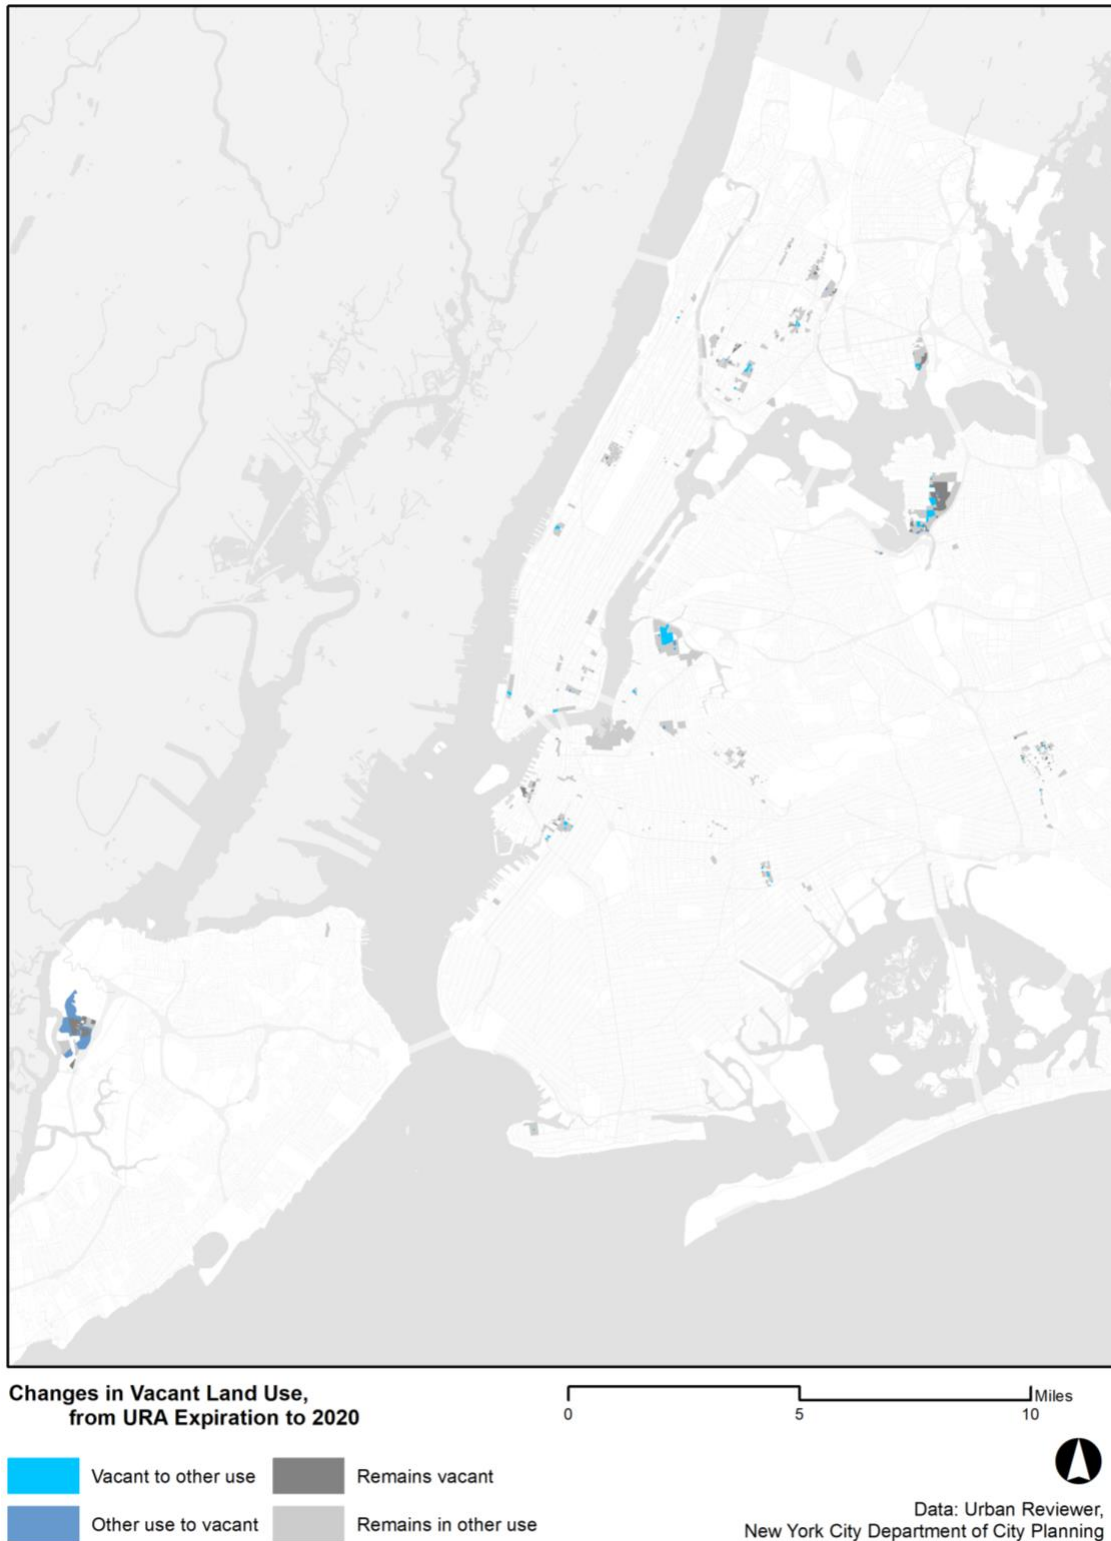 Changes in Vacant Land Use,
from URA Expiration to 2020
Miles
0 5 10
Vacant to other use
Remains vacant
Other use to vacant
Remains in other use
Data: Urban Reviewer,
New York City Department of City Planning